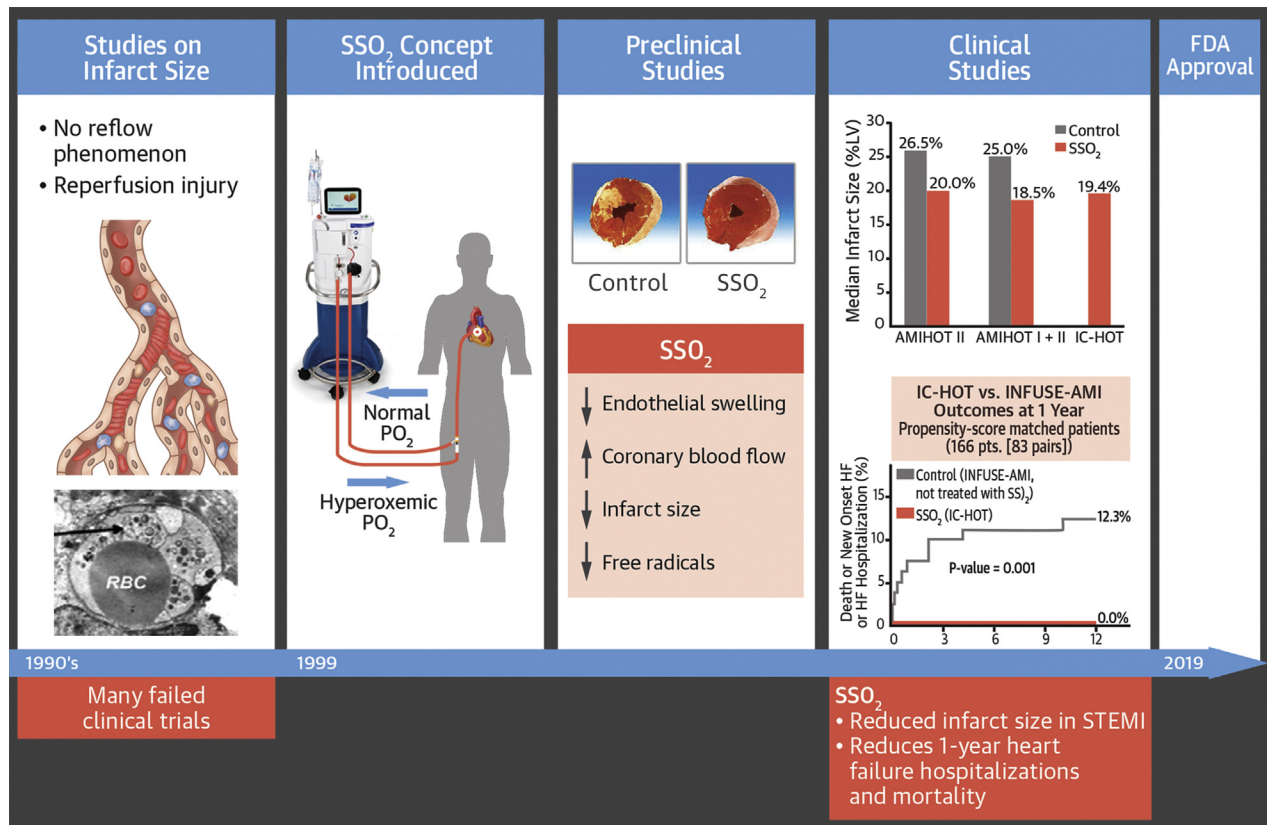 Studies on
Infarct Size
• No reflow
phenomenon
• Reperfusion injury
RBC
1990's
Many failed
clinical trials
SSO₂ Concept
Introduced
Normal
PO₂
Hyperoxemic
PO₂
1999
Preclinical
Studies
Control
SSO₂
SSO₂
↓ Endothelial swelling
↑ Coronary blood flow
↓ Infarct size
↓ Free radicals
Clinical
Studies
Median Infarct Size (%LV)
30
25
20
15
10
5
0
Control
SSO₂
26.5%
20.0%
25.0%
18.5%
19.4%
AMIHOT II
AMIHOT I + II
IC-HOT
IC-HOT vs. INFUSE-AMI
Outcomes at 1 Year
Propensity-score matched patients
(166 pts. [83 pairs])
Death or New Onset HF
or HF Hospitalization (%)
15
10
5
0
Control (INFUSE-AMI,
not treated with SS)₂)
SSO₂ (IC-HOT)
12.3%
P-value = 0.001
0.0%
0 3 6 9 12
SSO₂
• Reduced infarct size in STEMI
• Reduces 1-year heart
failure hospitalizations
and mortality
FDA
Approval
2019